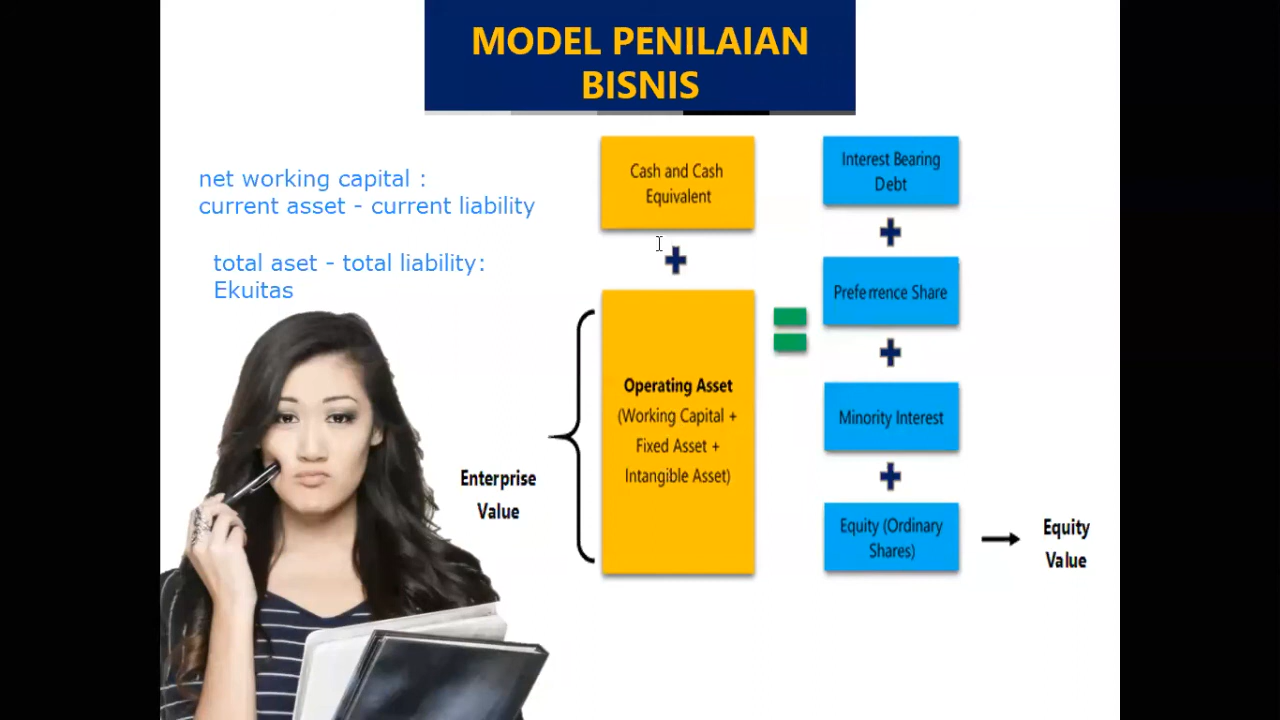 MODEL PENILAIAN
BISNIS
net working capital :
current asset - current liability
total aset - total liability:
Ekuitas
Cash and Cash
Equivalent
Operating Asset
(Working Capital +
Fixed Asset +
Intangible Asset)
Enterprise
Value
Interest Bearing
Debt
Preferrence Share
Minority Interest
Equity (Ordinary
Shares)
Equity
Value